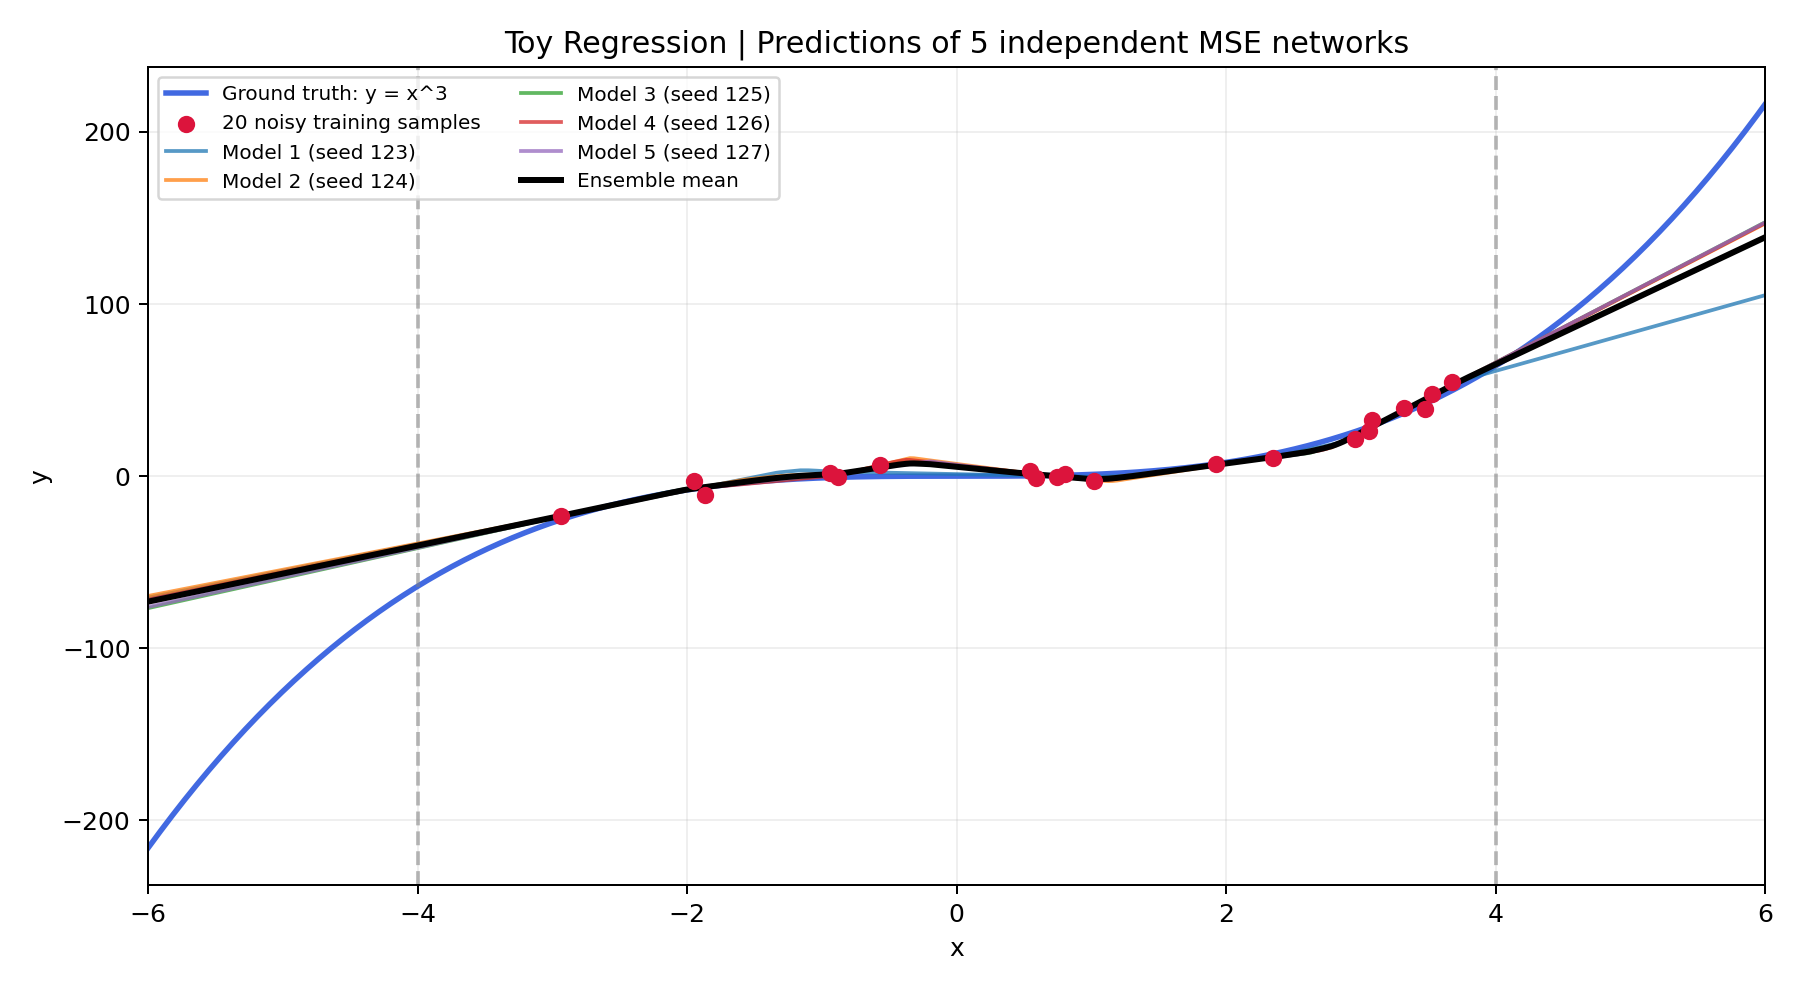 Toy Regression | Predictions of 5 independent MSE networks
Ground truth: y = x^3
20 noisy training samples
Model 1 (seed 123)
Model 2 (seed 124)
Model 3 (seed 125)
Model 4 (seed 126)
Model 5 (seed 127)
Ensemble mean
200
100
0
−100
−200
y
−6 −4 −2 0 2 4 6
x